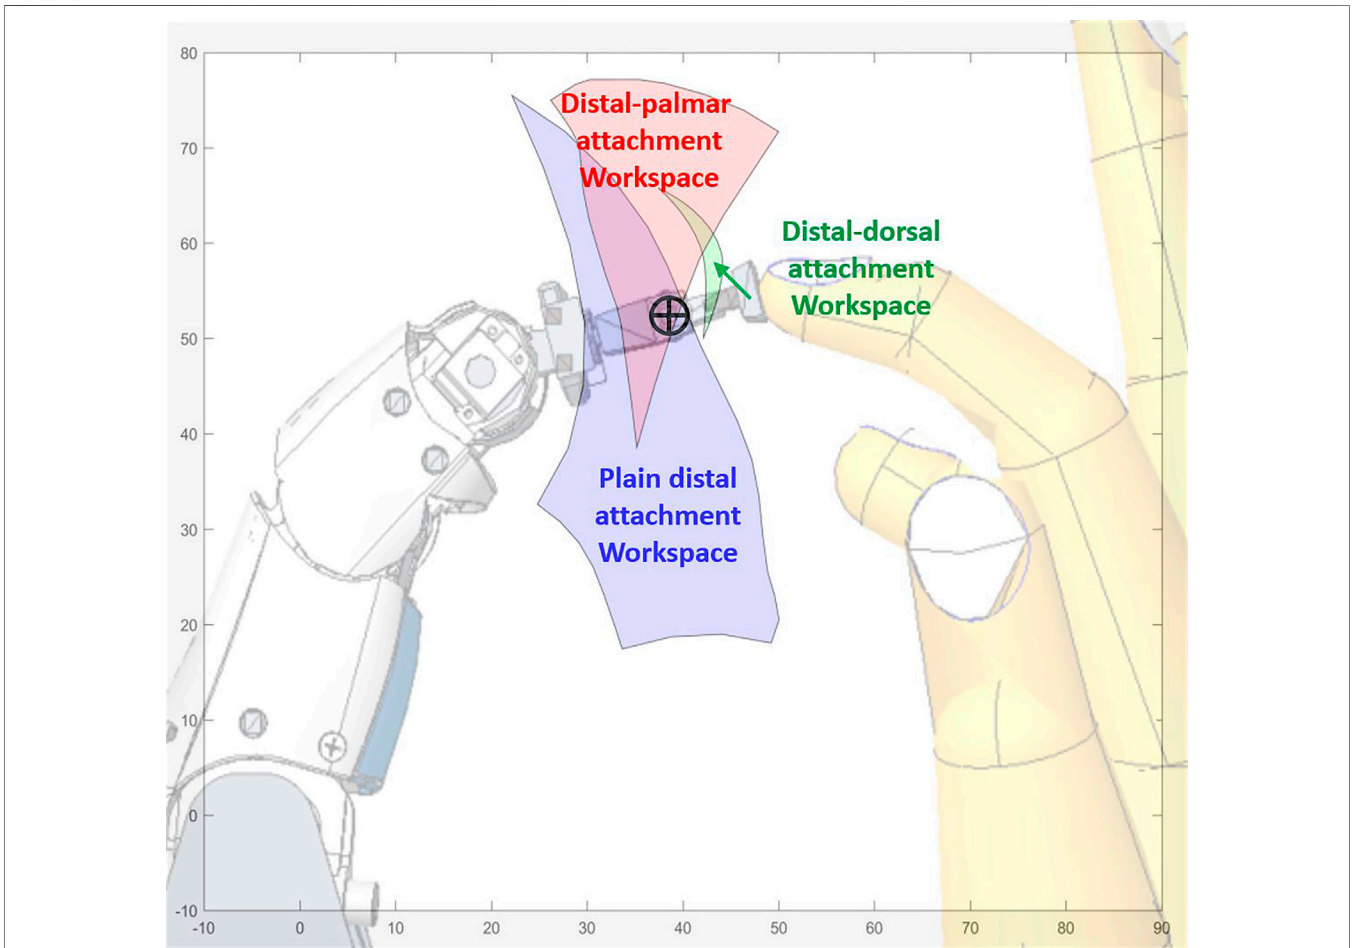 80
70
60
50
40
30
20
10
0
-10
Distal-palmar
attachment
Workspace
Distal-dorsal
attachment
Workspace
Plain distal
attachment
Workspace
-10 0 10 20 30 40 50 60 70 80 90